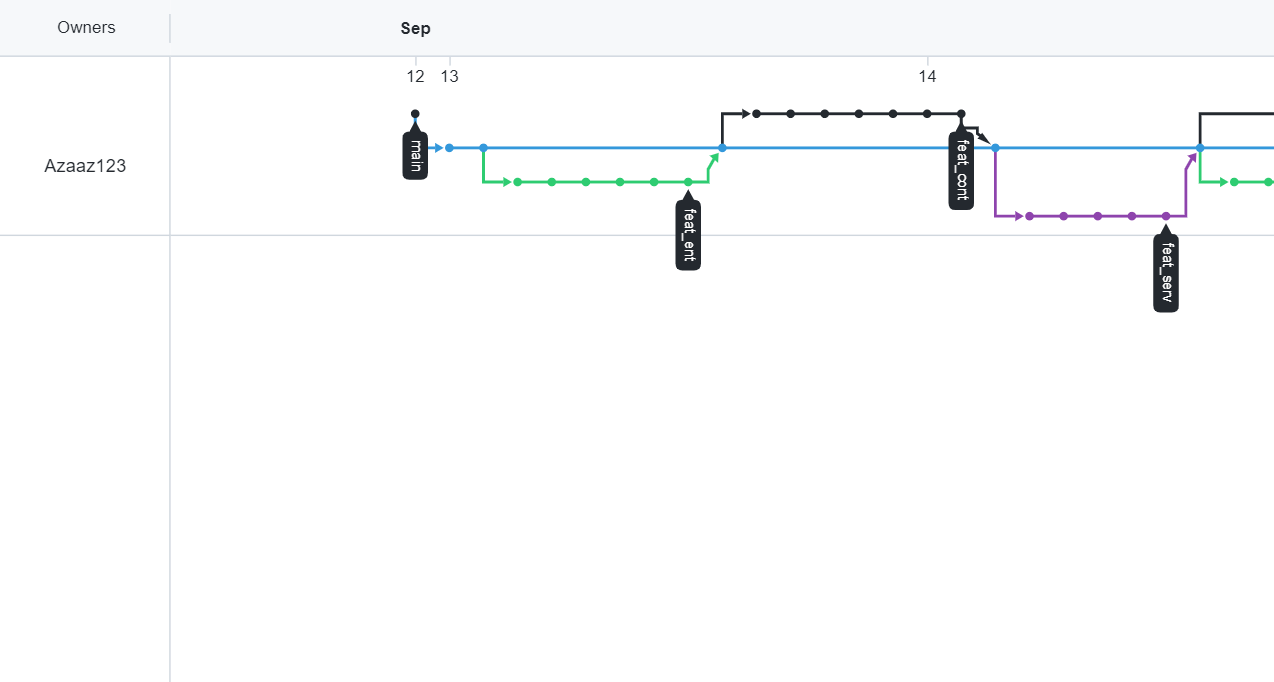 Owners
Sep
12
13
14
Azaaz123
main
feat_ent
feat_cont
feat_serv